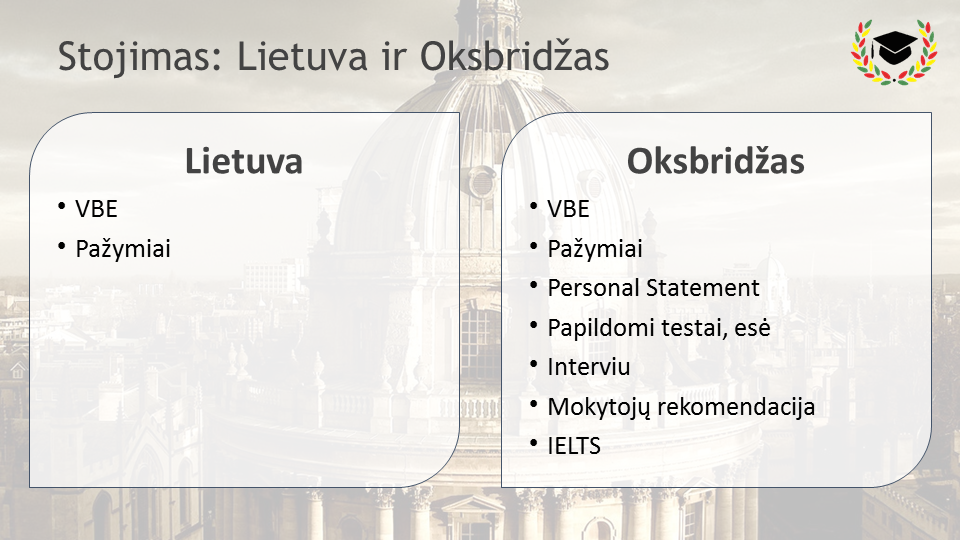 Stojimas: Lietuva ir Oksbridžas
Lietuva
• VBE
• Pažymiai
Oksbridžas
• VBE
• Pažymiai
• Personal Statement
• Papildomi testai, esė
• Interviu
• Mokytojų rekomendacija
• IELTS